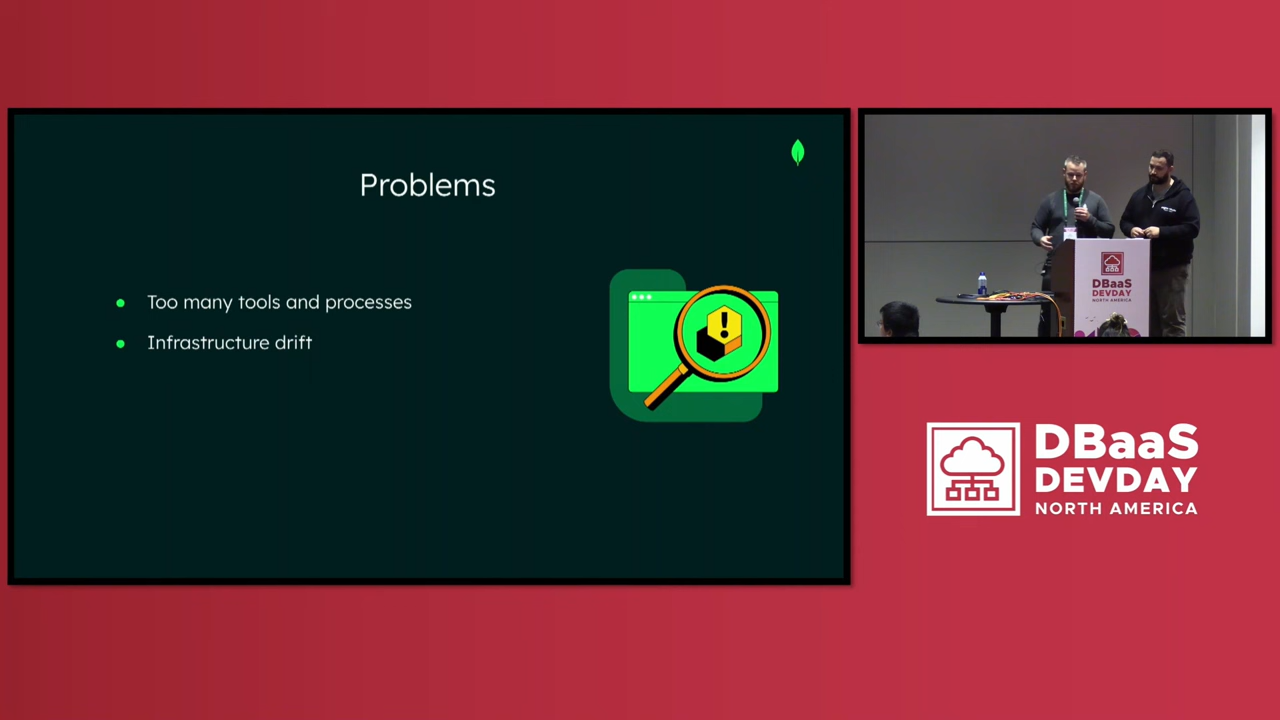 Problems
Too many tools and processes
Infrastructure drift
DBaaS
DEVDAY
NORTH AMERICA
DBaaS
DEVDAY
NORTH AMERICA